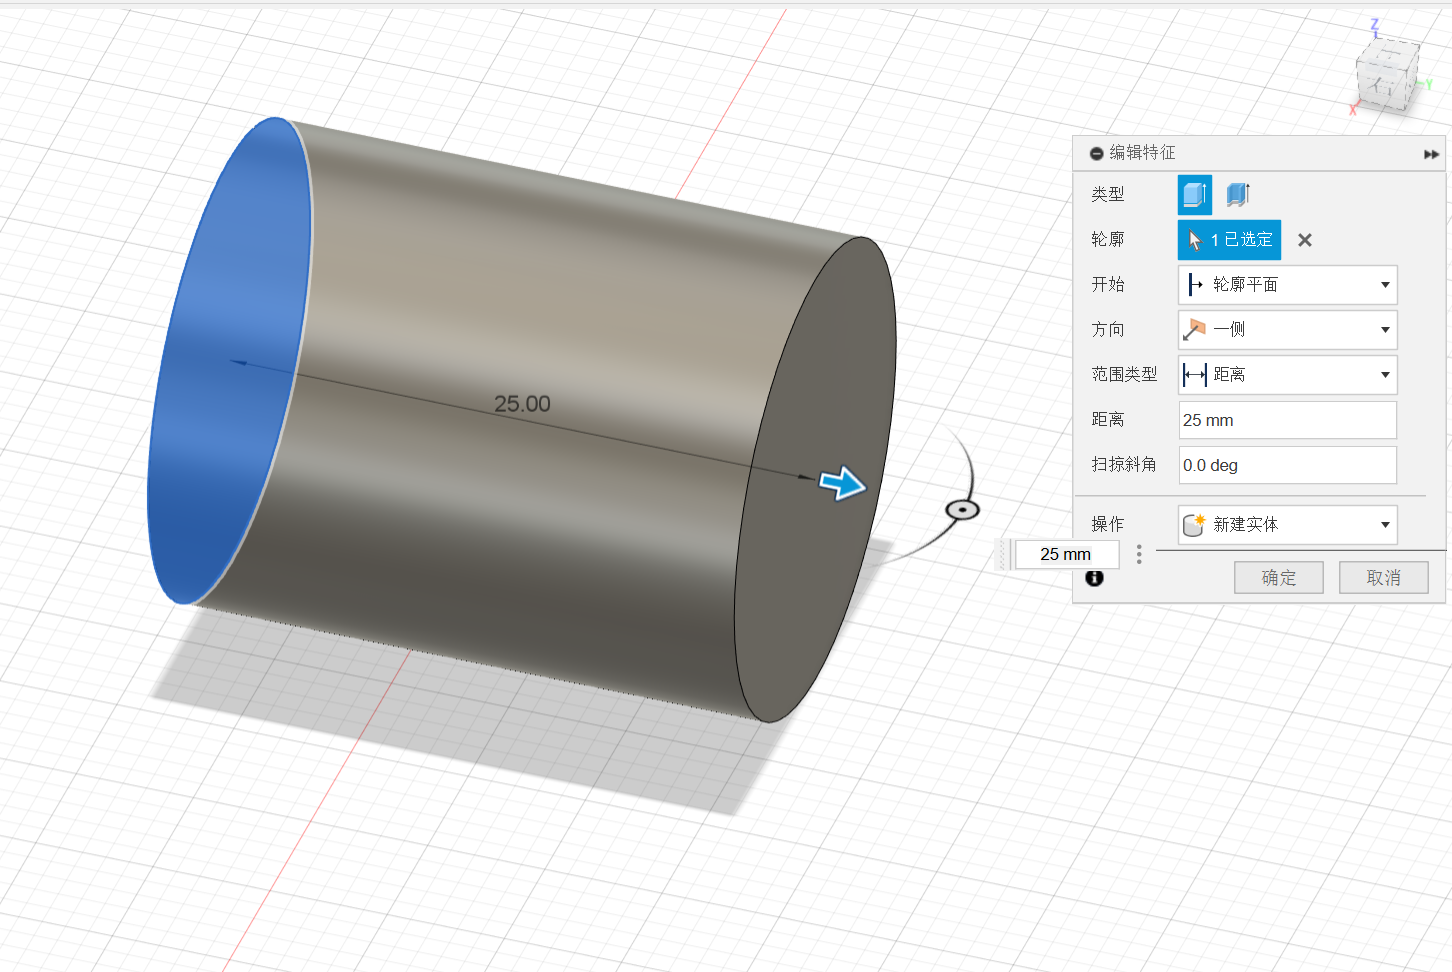 Z
Y
X
编辑特征
类型
轮廓 1 已选定
开始 轮廓平面
方向 一侧
范围类型 距离
距离 25 mm
扫掠斜角 0.0 deg
操作 新建实体
确定 取消
25.00
25 mm